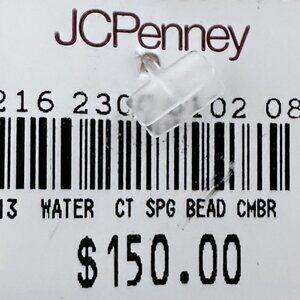 JCPenney
216 230 102 08
13 WATER CT SPG BEAD CMBR
$150.00